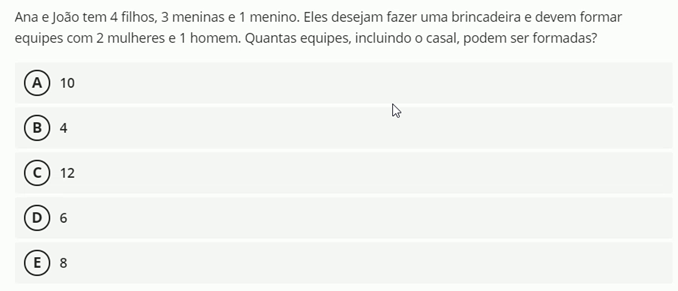 Ana e João tem 4 filhos, 3 meninas e 1 menino. Eles desejam fazer uma brincadeira e devem formar
equipes com 2 mulheres e 1 homem. Quantas equipes, incluindo o casal, podem ser formadas?
A 10
B 4
C 12
D 6
E 8